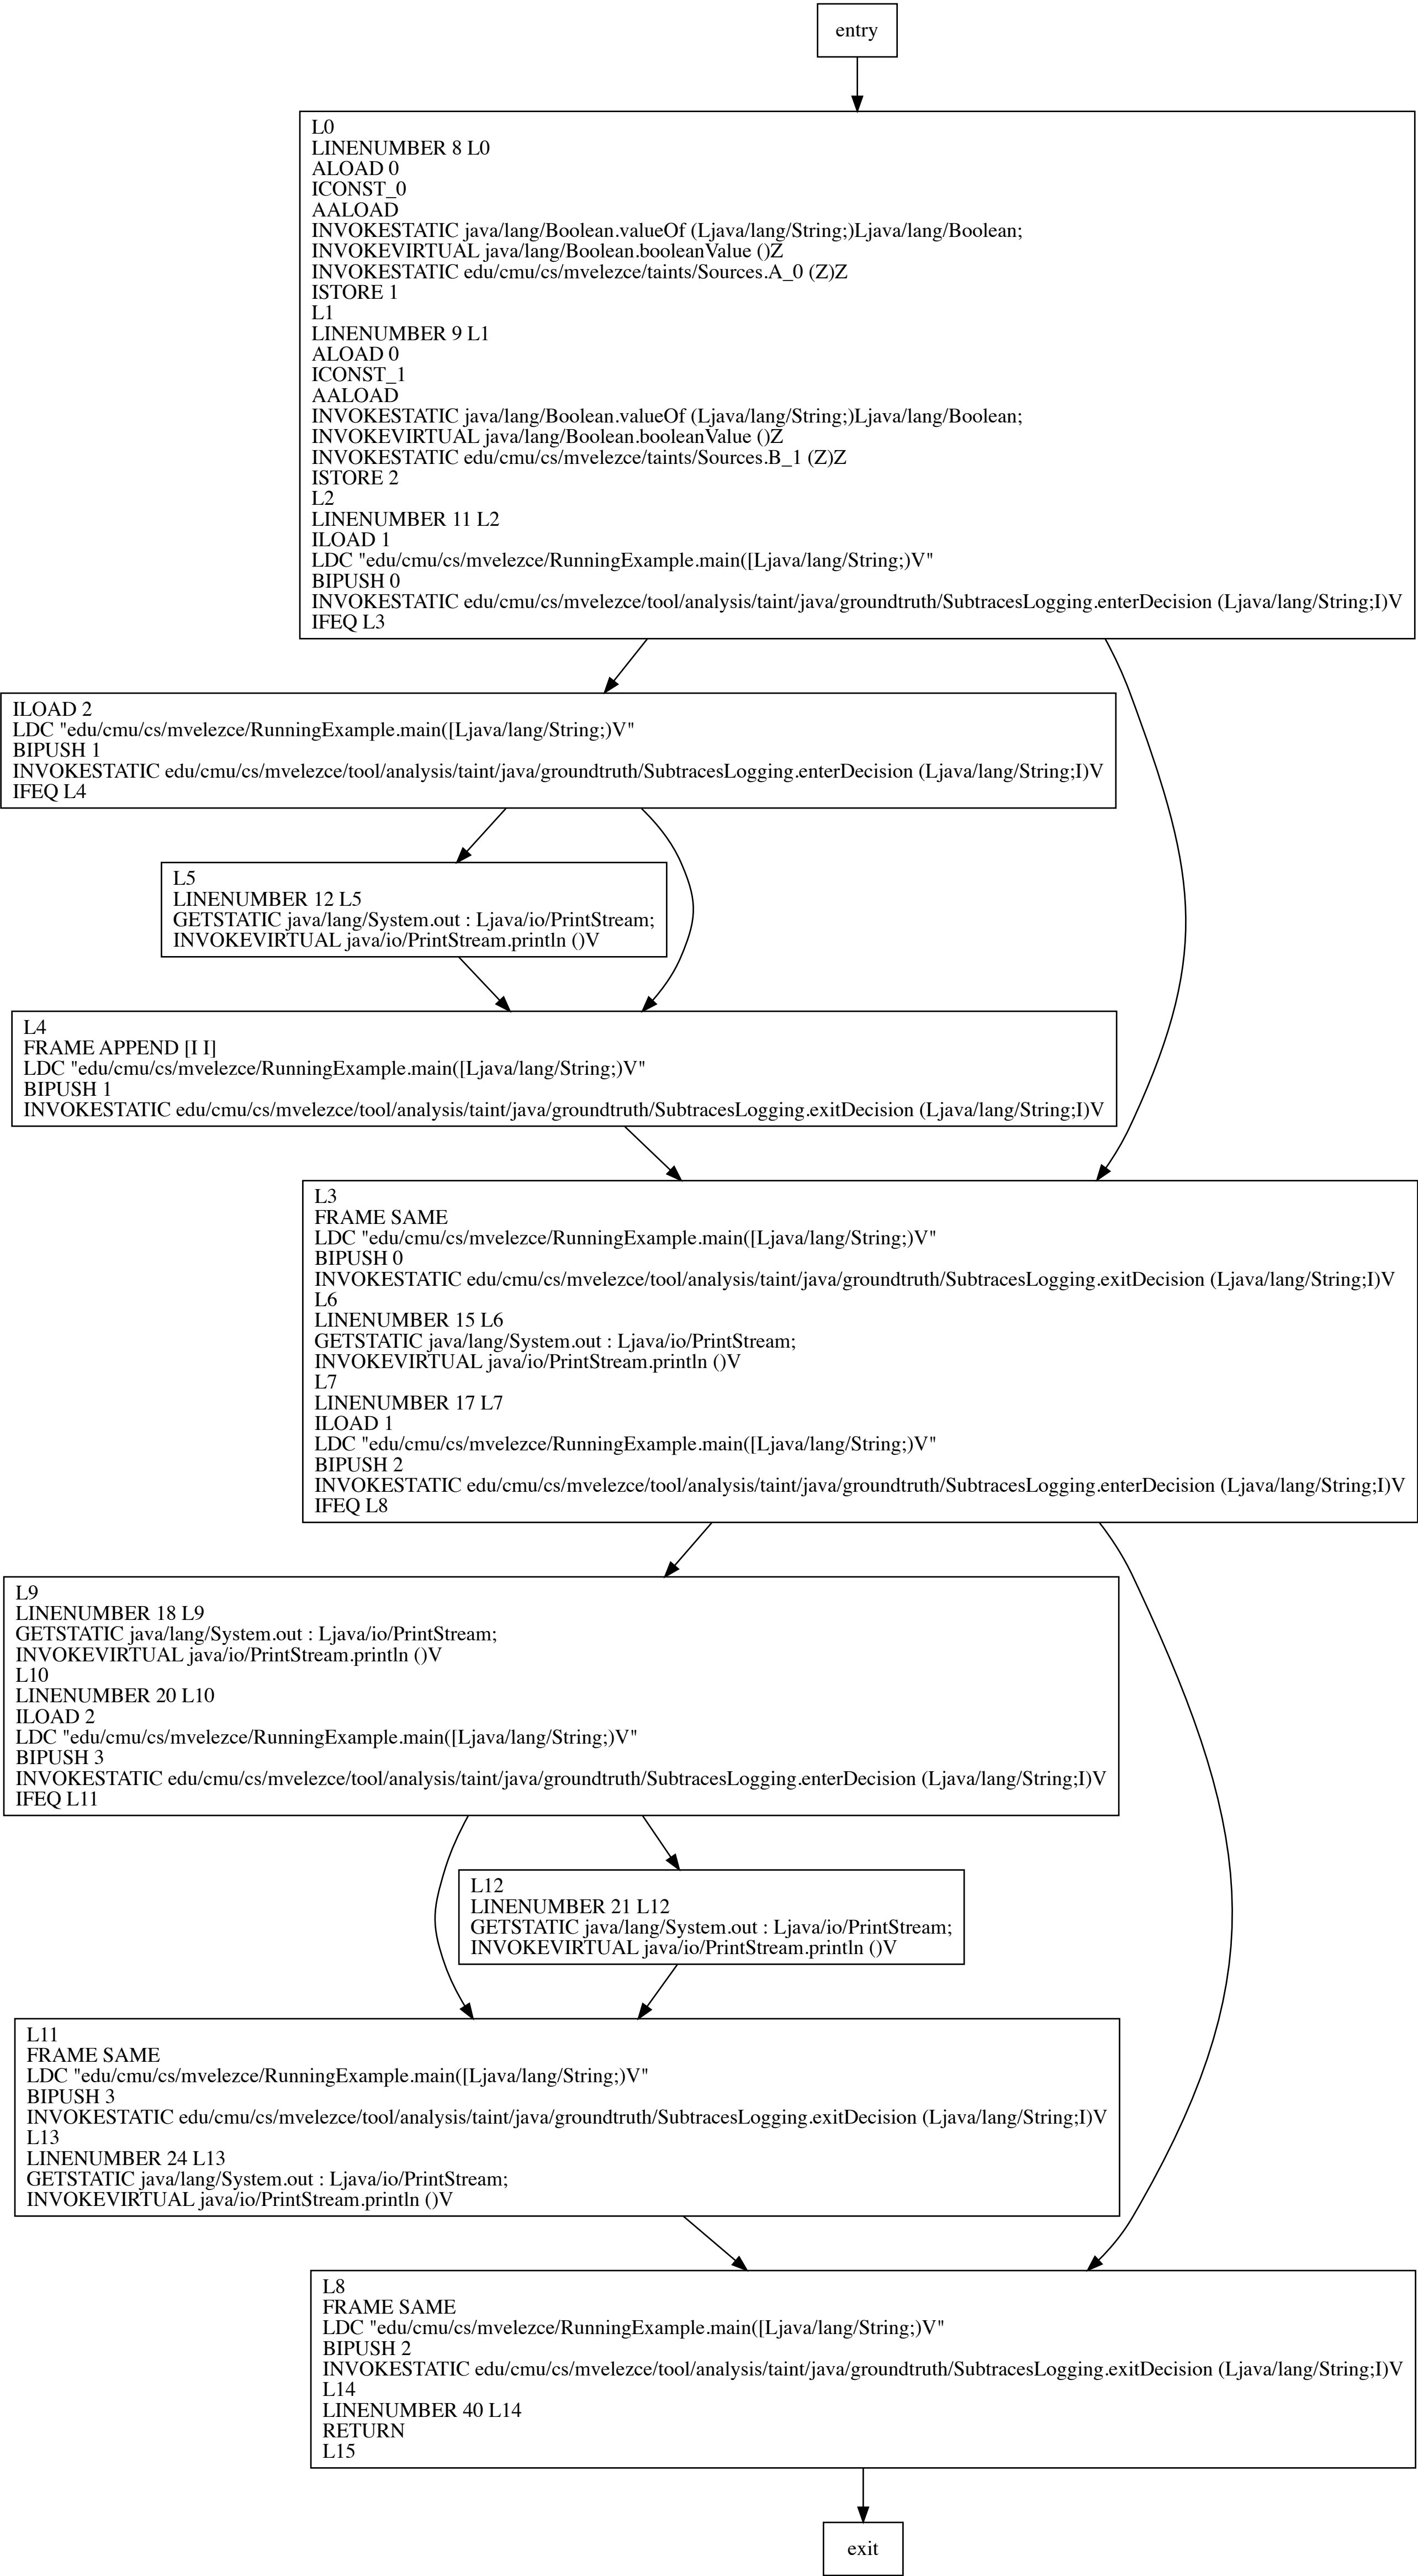 entry
L0
LINENUMBER 8 L0
ALOAD 0
ICONST_0
AALOAD
INVOKESTATIC java/lang/Boolean.valueOf (Ljava/lang/String;)Ljava/lang/Boolean;
INVOKEVIRTUAL java/lang/Boolean.booleanValue ()Z
INVOKESTATIC edu/cmu/cs/mvelezce/taints/Sources.A_0 (Z)Z
ISTORE 1
L1
LINENUMBER 9 L1
ALOAD 0
ICONST_1
AALOAD
INVOKESTATIC java/lang/Boolean.valueOf (Ljava/lang/String;)Ljava/lang/Boolean;
INVOKEVIRTUAL java/lang/Boolean.booleanValue ()Z
INVOKESTATIC edu/cmu/cs/mvelezce/taints/Sources.B_1 (Z)Z
ISTORE 2
L2
LINENUMBER 11 L2
ILOAD 1
LDC "edu/cmu/cs/mvelezce/RunningExample.main([Ljava/lang/String;)V"
BIPUSH 0
INVOKESTATIC edu/cmu/cs/mvelezce/tool/analysis/taint/java/groundtruth/SubtracesLogging.enterDecision (Ljava/lang/String;I)V
IFEQ L3
ILOAD 2
LDC "edu/cmu/cs/mvelezce/RunningExample.main([Ljava/lang/String;)V"
BIPUSH 1
INVOKESTATIC edu/cmu/cs/mvelezce/tool/analysis/taint/java/groundtruth/SubtracesLogging.enterDecision (Ljava/lang/String;I)V
IFEQ L4
L5
LINENUMBER 12 L5
GETSTATIC java/lang/System.out : Ljava/io/PrintStream;
INVOKEVIRTUAL java/io/PrintStream.println ()V
L4
FRAME APPEND [I I]
LDC "edu/cmu/cs/mvelezce/RunningExample.main([Ljava/lang/String;)V"
BIPUSH 1
INVOKESTATIC edu/cmu/cs/mvelezce/tool/analysis/taint/java/groundtruth/SubtracesLogging.exitDecision (Ljava/lang/String;I)V
L3
FRAME SAME
LDC "edu/cmu/cs/mvelezce/RunningExample.main([Ljava/lang/String;)V"
BIPUSH 0
INVOKESTATIC edu/cmu/cs/mvelezce/tool/analysis/taint/java/groundtruth/SubtracesLogging.exitDecision (Ljava/lang/String;I)V
L6
LINENUMBER 15 L6
GETSTATIC java/lang/System.out : Ljava/io/PrintStream;
INVOKEVIRTUAL java/io/PrintStream.println ()V
L7
LINENUMBER 17 L7
ILOAD 1
LDC "edu/cmu/cs/mvelezce/RunningExample.main([Ljava/lang/String;)V"
BIPUSH 2
INVOKESTATIC edu/cmu/cs/mvelezce/tool/analysis/taint/java/groundtruth/SubtracesLogging.enterDecision (Ljava/lang/String;I)V
IFEQ L8
L9
LINENUMBER 18 L9
GETSTATIC java/lang/System.out : Ljava/io/PrintStream;
INVOKEVIRTUAL java/io/PrintStream.println ()V
L10
LINENUMBER 20 L10
ILOAD 2
LDC "edu/cmu/cs/mvelezce/RunningExample.main([Ljava/lang/String;)V"
BIPUSH 3
INVOKESTATIC edu/cmu/cs/mvelezce/tool/analysis/taint/java/groundtruth/SubtracesLogging.enterDecision (Ljava/lang/String;I)V
IFEQ L11
L12
LINENUMBER 21 L12
GETSTATIC java/lang/System.out : Ljava/io/PrintStream;
INVOKEVIRTUAL java/io/PrintStream.println ()V
L11
FRAME SAME
LDC "edu/cmu/cs/mvelezce/RunningExample.main([Ljava/lang/String;)V"
BIPUSH 3
INVOKESTATIC edu/cmu/cs/mvelezce/tool/analysis/taint/java/groundtruth/SubtracesLogging.exitDecision (Ljava/lang/String;I)V
L13
LINENUMBER 24 L13
GETSTATIC java/lang/System.out : Ljava/io/PrintStream;
INVOKEVIRTUAL java/io/PrintStream.println ()V
L8
FRAME SAME
LDC "edu/cmu/cs/mvelezce/RunningExample.main([Ljava/lang/String;)V"
BIPUSH 2
INVOKESTATIC edu/cmu/cs/mvelezce/tool/analysis/taint/java/groundtruth/SubtracesLogging.exitDecision (Ljava/lang/String;I)V
L14
LINENUMBER 40 L14
RETURN
L15
exit